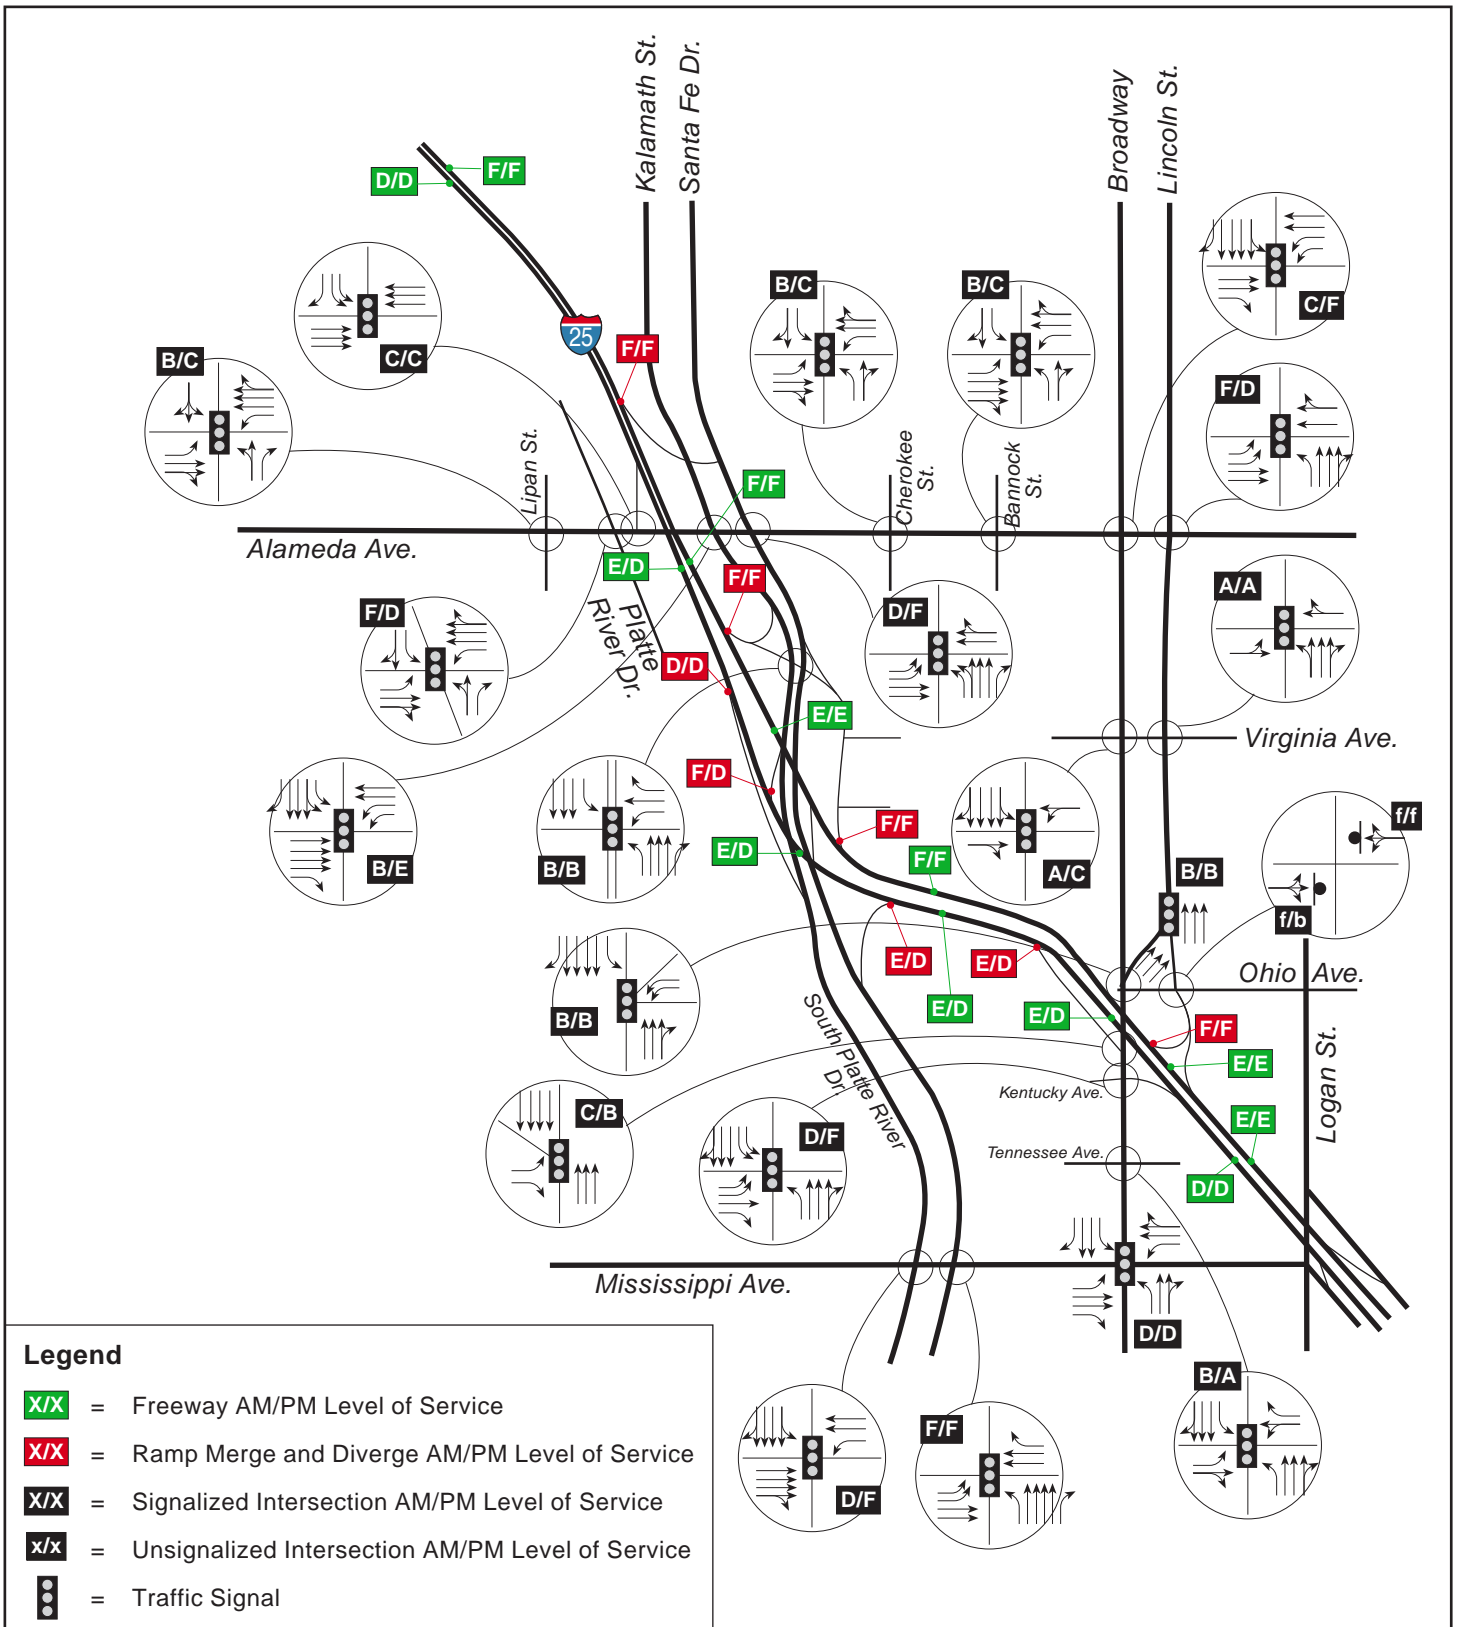 Kalamath St.
Santa Fe Dr.
Broadway
Lincoln St.
F/F
D/D
C/F
B/C
B/C
25
C/C
F/F
B/C
F/D
Lipan St.
Cherokee
St.
Bannock
St.
F/F
Alameda Ave.
E/D
F/F
A/A
F/D
Platte
River Dr.
D/F
D/D
E/E
Virginia Ave.
F/D
F/F
f/f
E/D
F/F
B/E
B/B
A/C
B/B
f/b
E/D
E/D
Ohio Ave.
B/B
E/D
E/D
F/F
South Platte River
Dr.
E/E
Kentucky Ave.
Logan St.
C/B
D/F
E/E
Tennessee Ave.
D/D
Mississippi Ave.
D/D
B/A
F/F
D/F
Legend
X/X = Freeway AM/PM Level of Service
X/X = Ramp Merge and Diverge AM/PM Level of Service
X/X = Signalized Intersection AM/PM Level of Service
x/x = Unsignalized Intersection AM/PM Level of Service
= Traffic Signal